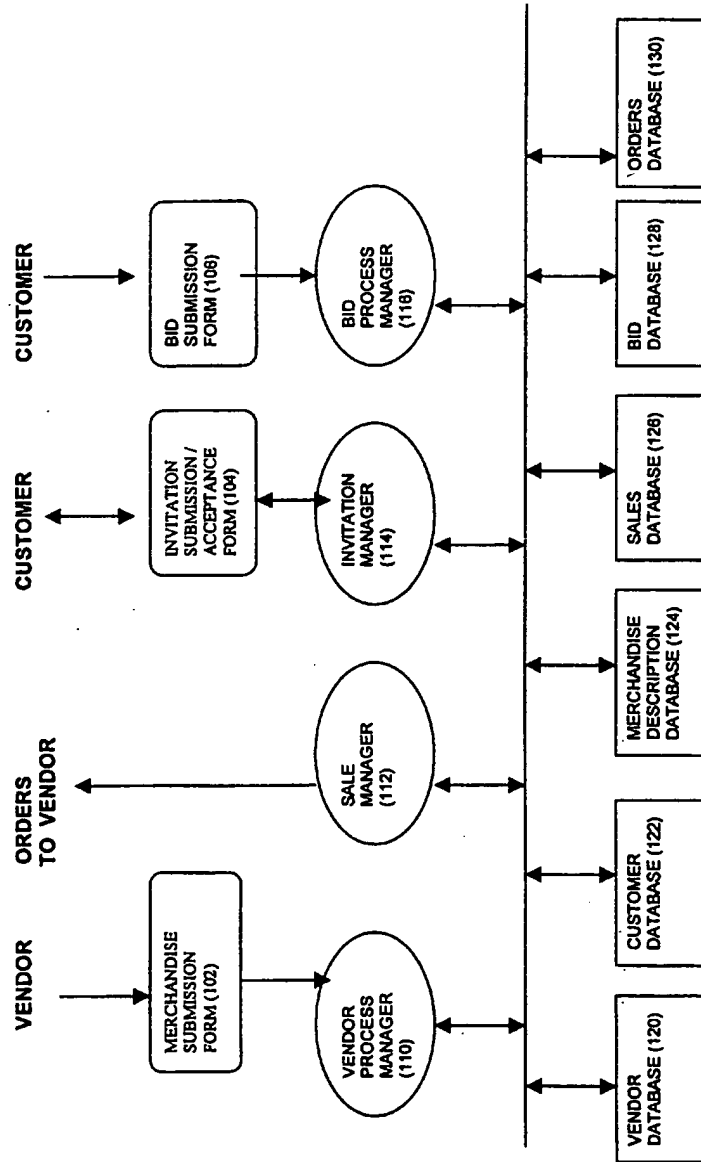 VENDOR
ORDERS
TO VENDOR
CUSTOMER
CUSTOMER
MERCHANDISE
SUBMISSION
FORM (102)
INVITATION
SUBMISSION /
ACCEPTANCE
FORM (104)
BID
SUBMISSION
FORM (106)
VENDOR
PROCESS
MANAGER
(110)
SALE
MANAGER
(112)
INVITATION
MANAGER
(114)
BID
PROCESS
MANAGER
(116)
VENDOR
DATABASE (120)
CUSTOMER
DATABASE (122)
MERCHANDISE
DESCRIPTION
DATABASE (124)
SALES
DATABASE (126)
BID
DATABASE (128)
ORDERS
DATABASE (130)